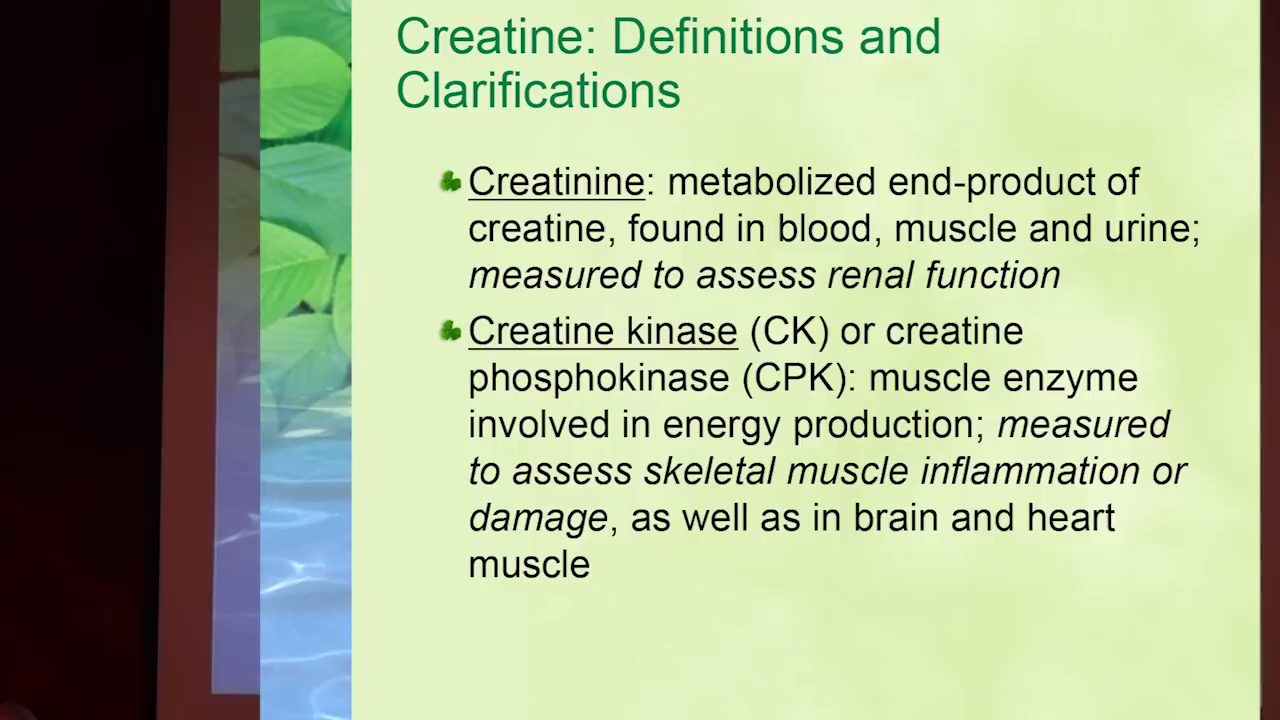 Creatine: Definitions and
Clarifications
Creatinine: metabolized end-product of
creatine, found in blood, muscle and urine;
measured to assess renal function
Creatine kinase (CK) or creatine
phosphokinase (CPK): muscle enzyme
involved in energy production; measured
to assess skeletal muscle inflammation or
damage, as well as in brain and heart
muscle